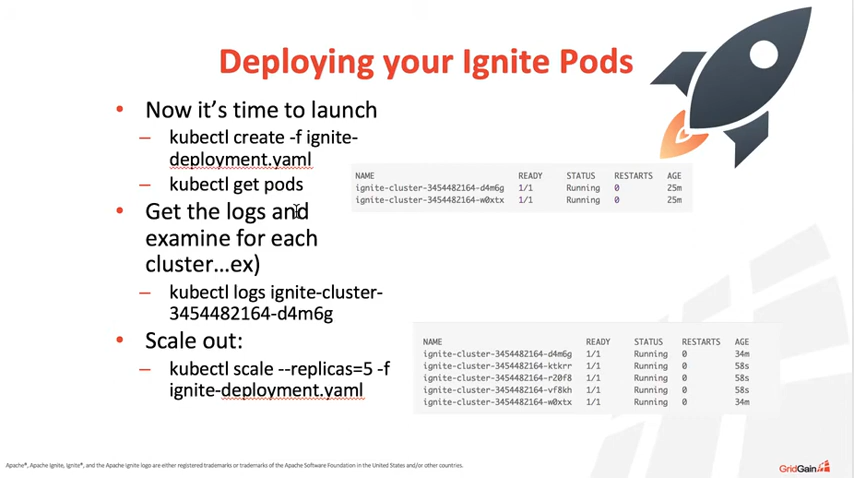 Deploying your Ignite Pods
• Now it's time to launch
– kubectl create -f ignite-
deployment.yaml
– kubectl get pods
NAME READY STATUS RESTARTS AGE
ignite-cluster-3454482164-d4m6g 1/1 Running 0 25m
ignite-cluster-3454482164-w0xtx 1/1 Running 0 25m
• Get the logs and
examine for each
cluster…ex)
– kubectl logs ignite-cluster-
3454482164-d4m6g
• Scale out:
– kubectl scale --replicas=5 -f
ignite-deployment.yaml
NAME READY STATUS RESTARTS AGE
ignite-cluster-3454482164-d4m6g 1/1 Running 0 34m
ignite-cluster-3454482164-ktkrr 1/1 Running 0 58s
ignite-cluster-3454482164-r20f8 1/1 Running 0 58s
ignite-cluster-3454482164-vf8kh 1/1 Running 0 58s
ignite-cluster-3454482164-w0xtx 1/1 Running 0 34m
Apache®, Apache Ignite, Ignite®, and the Apache Ignite logo are either registered trademarks or trademarks of the Apache Software Foundation in the United States and/or other countries.
GridGain